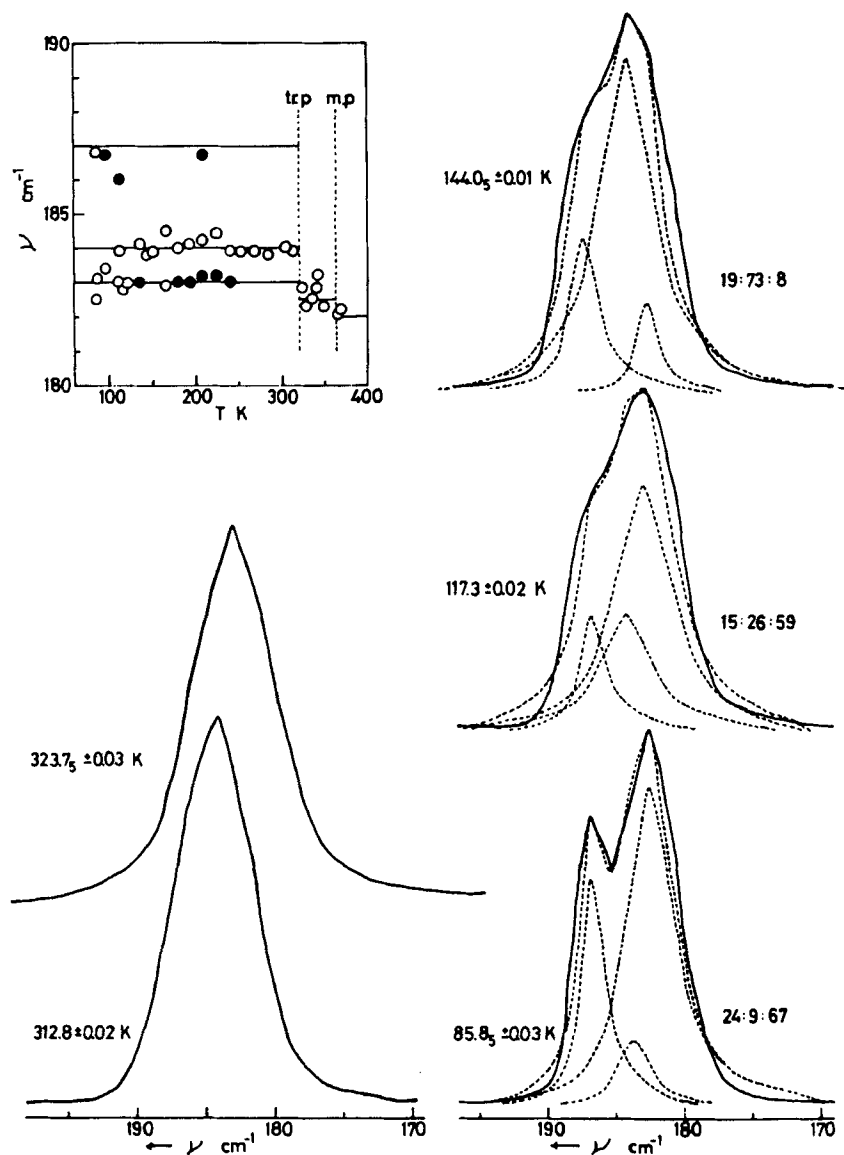 190
185
180
ν cm⁻¹
tr.p m.p
100 200 300 400
T K
144.0₅ ±0.01 K
19:73:8
117.3±0.02 K
15:26:59
85.8₅ ±0.03 K
24:9:67
190 180 170
← ν cm⁻¹
323.7₅ ±0.03 K
312.8±0.02 K
190 180 170
← ν cm⁻¹